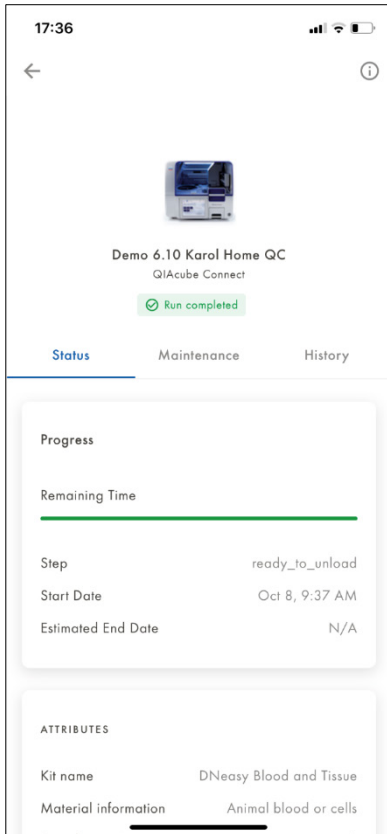 17:36
Demo 6.10 Karol Home QC
QIAcube Connect
Run completed
Status Maintenance History
Progress
Remaining Time
Step ready_to_unload
Start Date Oct 8, 9:37 AM
Estimated End Date N/A
ATTRIBUTES
Kit name DNeasy Blood and Tissue
Material information Animal blood or cells